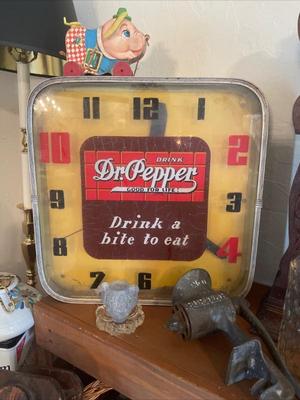 11 12 1
10 2
DRINK
Dr.Pepper
GOOD FOR LIFE!
9 3
Drink a
bite to eat
8 4
7 6